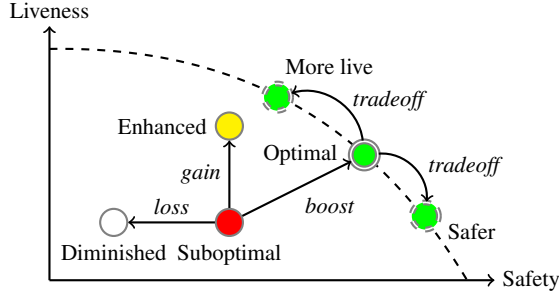 Liveness
More live
tradeoff
Enhanced
Optimal
tradeoff
gain
loss
boost
Safer
Diminished
Suboptimal
Safety